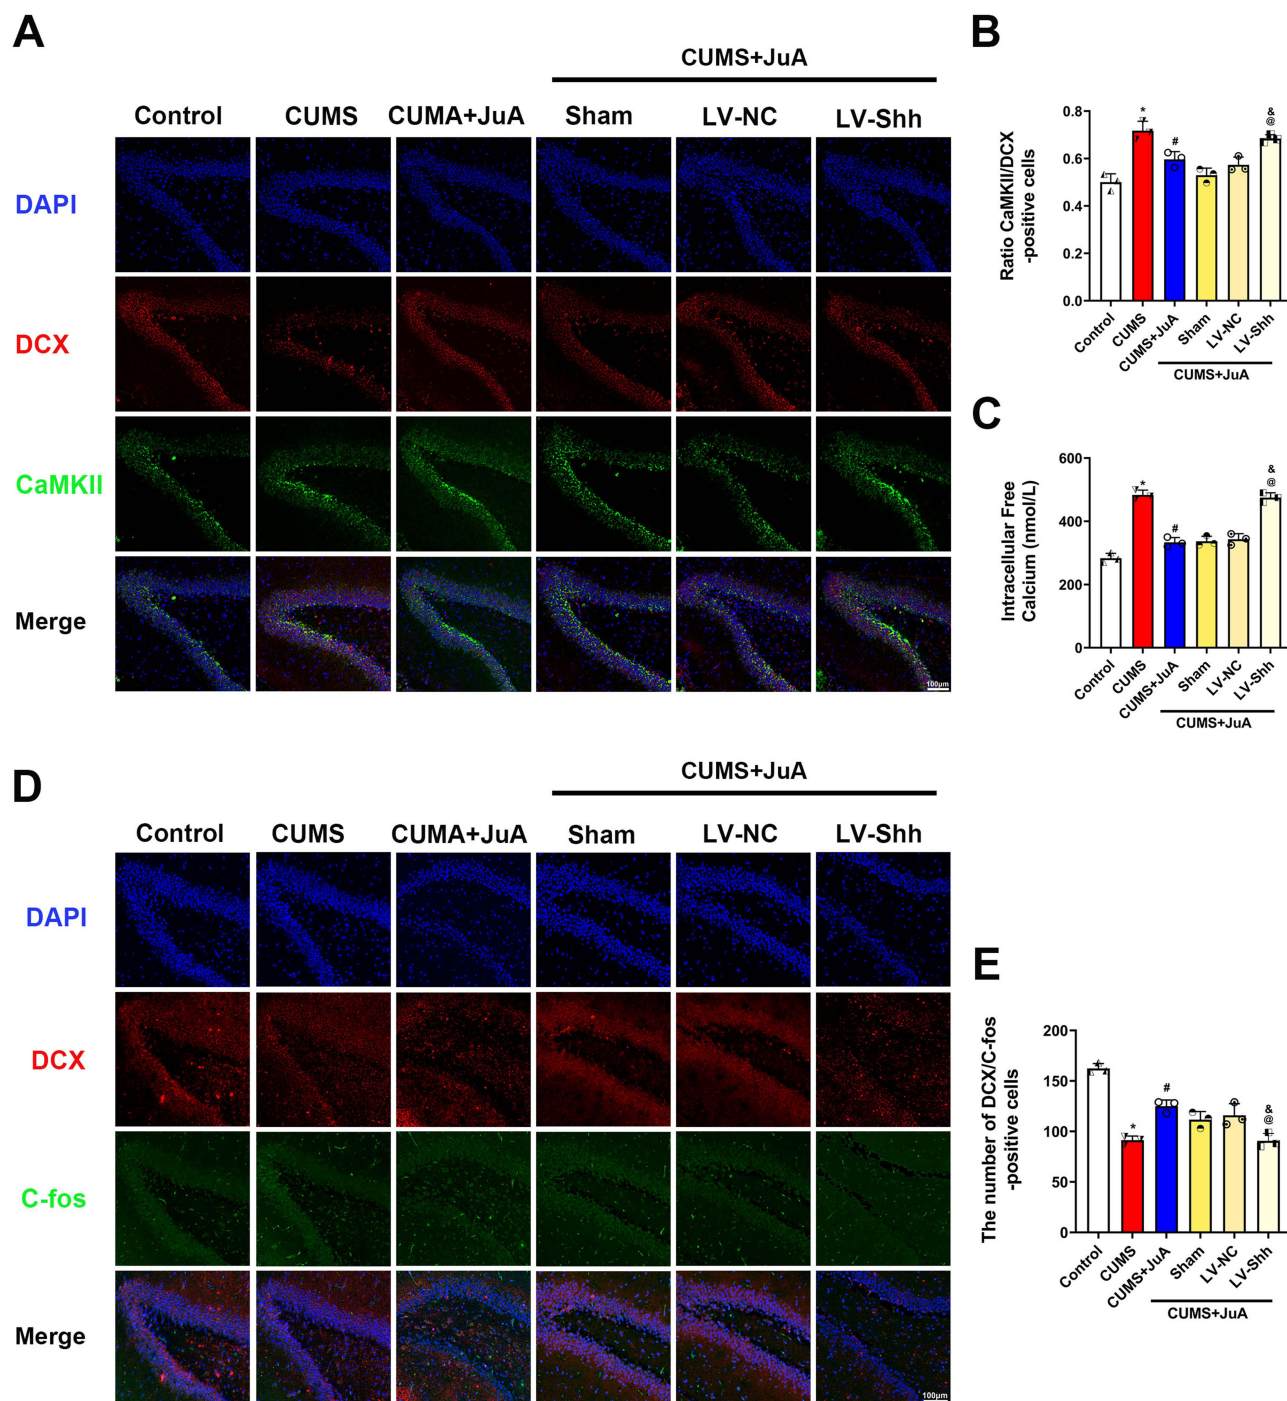 A
CUMS+JuA
Control CUMS CUMA+JuA Sham LV-NC LV-Shh
DAPI
DCX
CaMKII
Merge
100μm
B
Ratio CaMKII/DCX
-positive cells
0.8
0.6
0.4
0.2
0.0
*
#
&
@
Control CUMS CUMS+JuA Sham LV-NC LV-Shh
CUMS+JuA
C
Intracellular Free
Calcium (nmol/L)
600
400
200
0
*
#
&
@
Control CUMS CUMS+JuA Sham LV-NC LV-Shh
CUMS+JuA
D
CUMS+JuA
Control CUMS CUMA+JuA Sham LV-NC LV-Shh
DAPI
DCX
C-fos
Merge
100μm
E
The number of DCX/C-fos
-positive cells
200
150
100
50
0
*
#
&
@
Control CUMS CUMS+JuA Sham LV-NC LV-Shh
CUMS+JuA